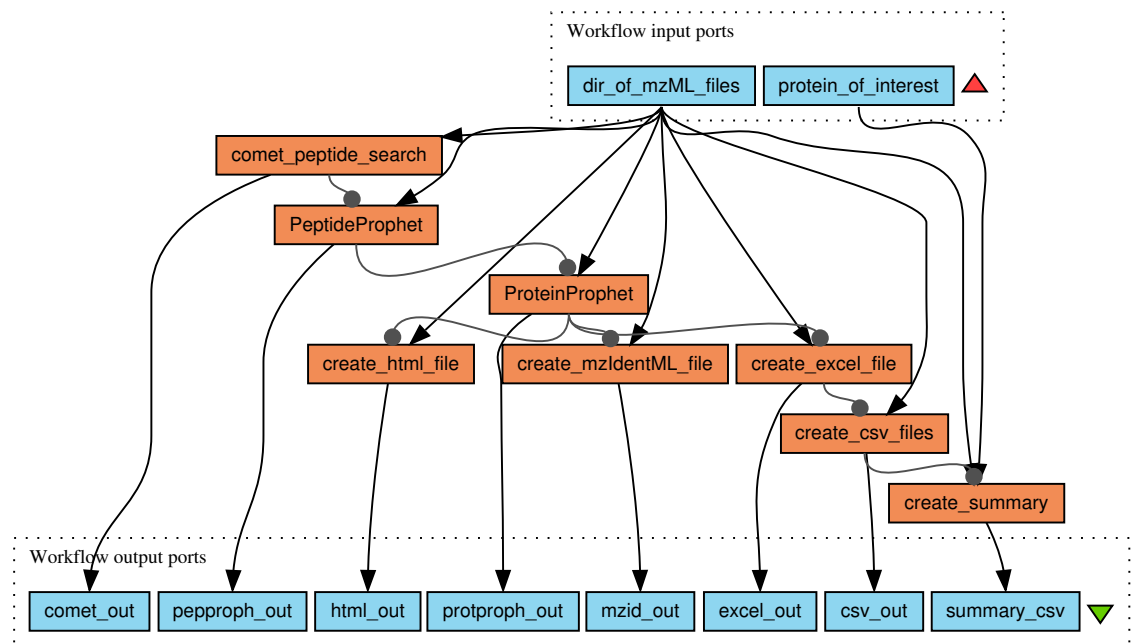 Workflow input ports
dir_of_mzML_files
protein_of_interest
comet_peptide_search
PeptideProphet
ProteinProphet
create_html_file
create_mzIdentML_file
create_excel_file
create_csv_files
create_summary
Workflow output ports
comet_out
pepproph_out
html_out
protproph_out
mzid_out
excel_out
csv_out
summary_csv